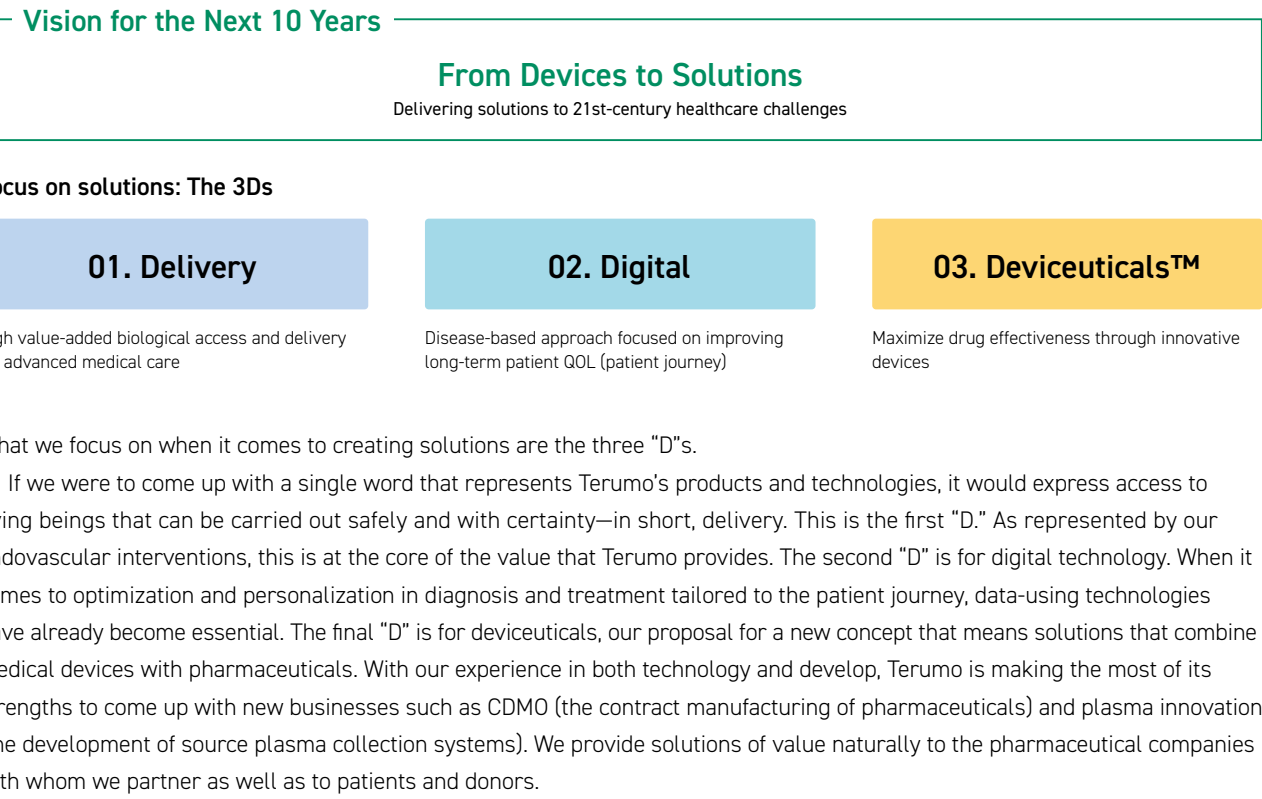 Vision for the Next 10 Years
From Devices to Solutions
Delivering solutions to 21st-century healthcare challenges
ocus on solutions: The 3Ds
01. Delivery
02. Digital
03. Deviceuticals™
gh value-added biological access and delivery
advanced medical care
Disease-based approach focused on improving
long-term patient QOL (patient journey)
Maximize drug effectiveness through innovative
devices
hat we focus on when it comes to creating solutions are the three “D”s.
If we were to come up with a single word that represents Terumo’s products and technologies, it would express access to
ving beings that can be carried out safely and with certainty—in short, delivery. This is the first “D.” As represented by our
ndovascular interventions, this is at the core of the value that Terumo provides. The second “D” is for digital technology. When it
mes to optimization and personalization in diagnosis and treatment tailored to the patient journey, data-using technologies
ave already become essential. The final “D” is for deviceuticals, our proposal for a new concept that means solutions that combine
edical devices with pharmaceuticals. With our experience in both technology and develop, Terumo is making the most of its
rengths to come up with new businesses such as CDMO (the contract manufacturing of pharmaceuticals) and plasma innovation
he development of source plasma collection systems). We provide solutions of value naturally to the pharmaceutical companies
th whom we partner as well as to patients and donors.